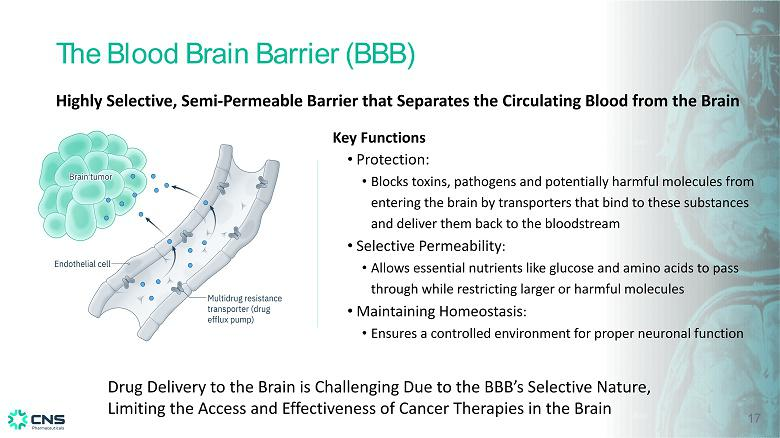 The Blood Brain Barrier (BBB)
Highly Selective, Semi-Permeable Barrier that Separates the Circulating Blood from the Brain
Brain tumor
Endothelial cell
Multidrug resistance
transporter (drug
efflux pump)
Key Functions
• Protection:
• Blocks toxins, pathogens and potentially harmful molecules from
entering the brain by transporters that bind to these substances
and deliver them back to the bloodstream
• Selective Permeability:
• Allows essential nutrients like glucose and amino acids to pass
through while restricting larger or harmful molecules
• Maintaining Homeostasis:
• Ensures a controlled environment for proper neuronal function
Drug Delivery to the Brain is Challenging Due to the BBB's Selective Nature,
Limiting the Access and Effectiveness of Cancer Therapies in the Brain
CNS
Pharmaceuticals
17